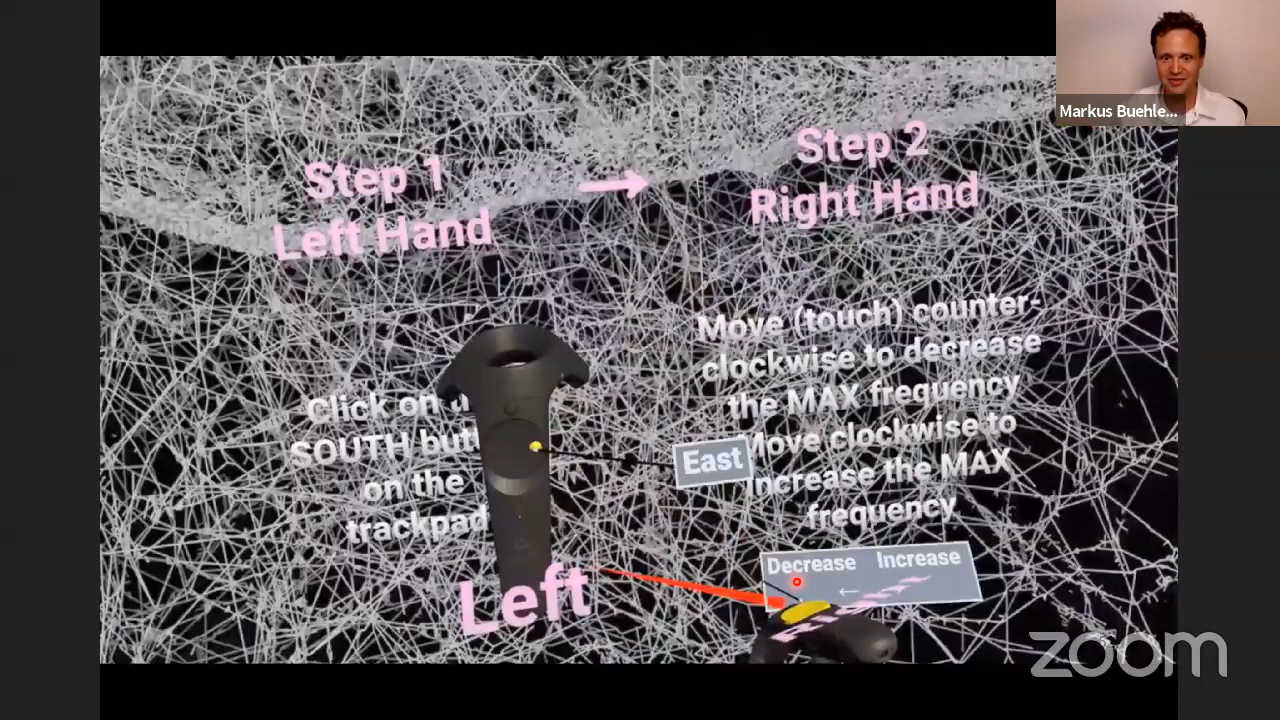 Markus Buehle...
Step 1
Left Hand
Step 2
Right Hand
Click on
SOUTH
on the
trackpad
Move (touch) counter-
clockwise to decrease
the MAX frequency
Move clockwise to
increase the MAX
frequency
East
Left
Decrease Increase
←
RIGHT
zoom